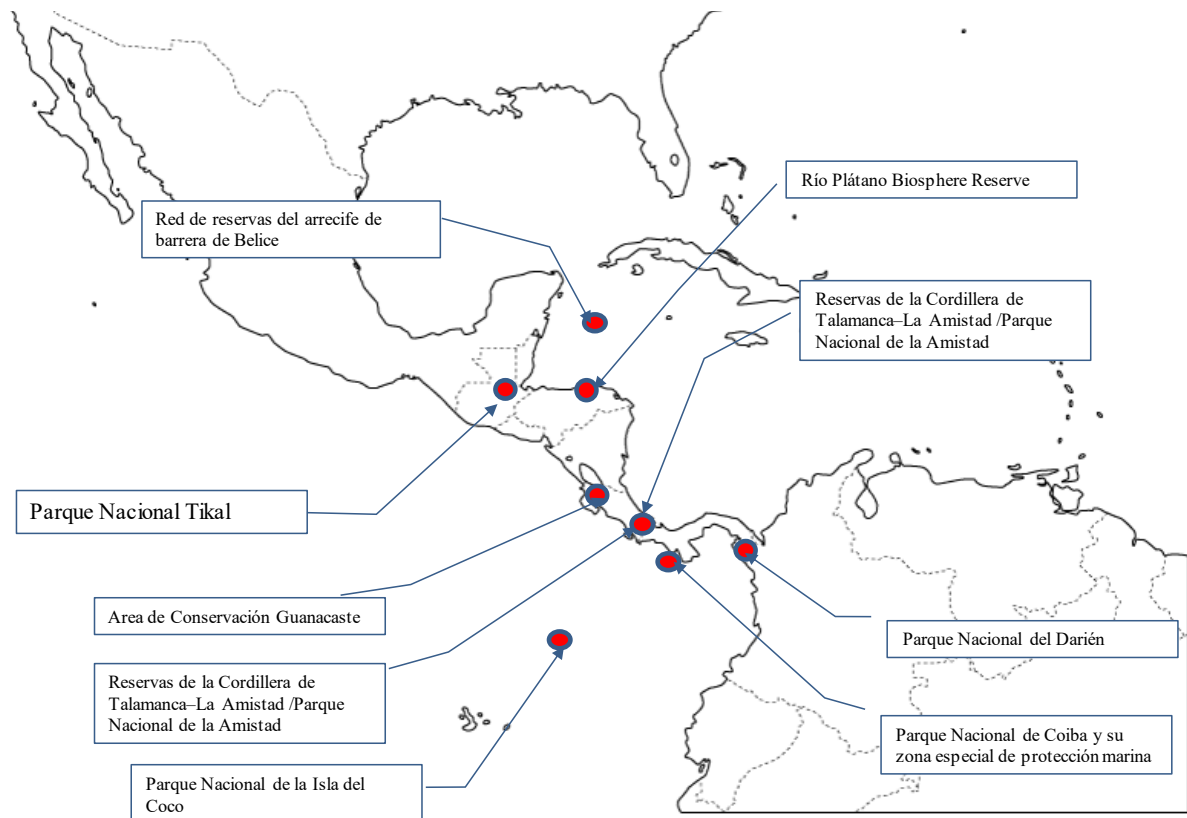 Río Plátano Biosphere Reserve
Red de reservas del arrecife de
barrera de Belice
Reservas de la Cordillera de
Talamanca–La Amistad /Parque
Nacional de la Amistad
Parque Nacional Tikal
Area de Conservación Guanacaste
Parque Nacional del Darién
Reservas de la Cordillera de
Talamanca–La Amistad /Parque
Nacional de la Amistad
Parque Nacional de Coiba y su
zona especial de protección marina
Parque Nacional de la Isla del
Coco